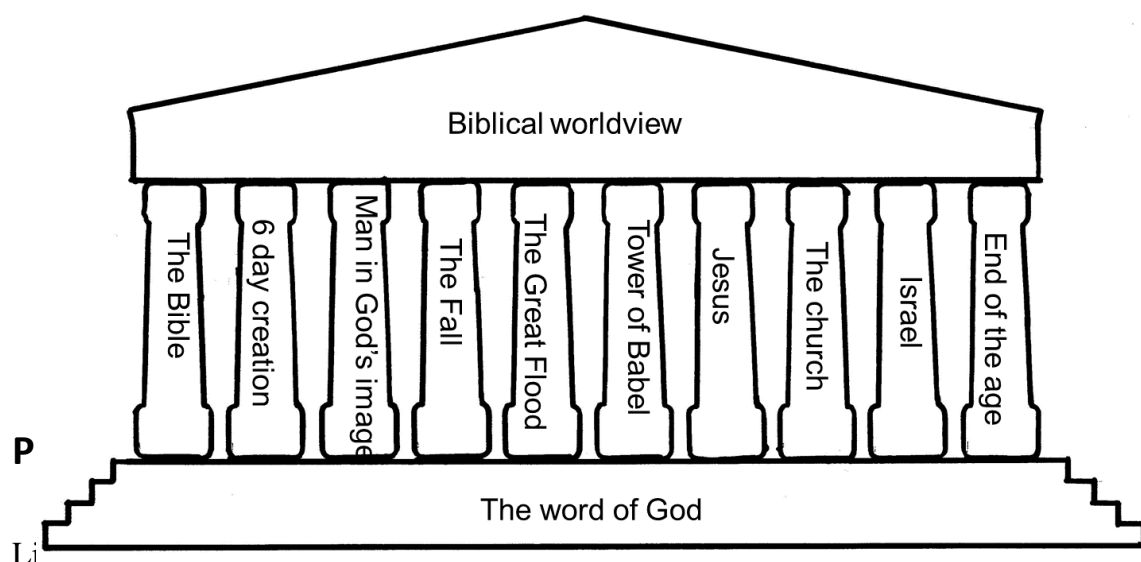 Biblical worldview
The Bible
6 day creation
Man in God's image
The Fall
The Great Flood
Tower of Babel
Jesus
The church
Israel
End of the age
P
The word of God
Li